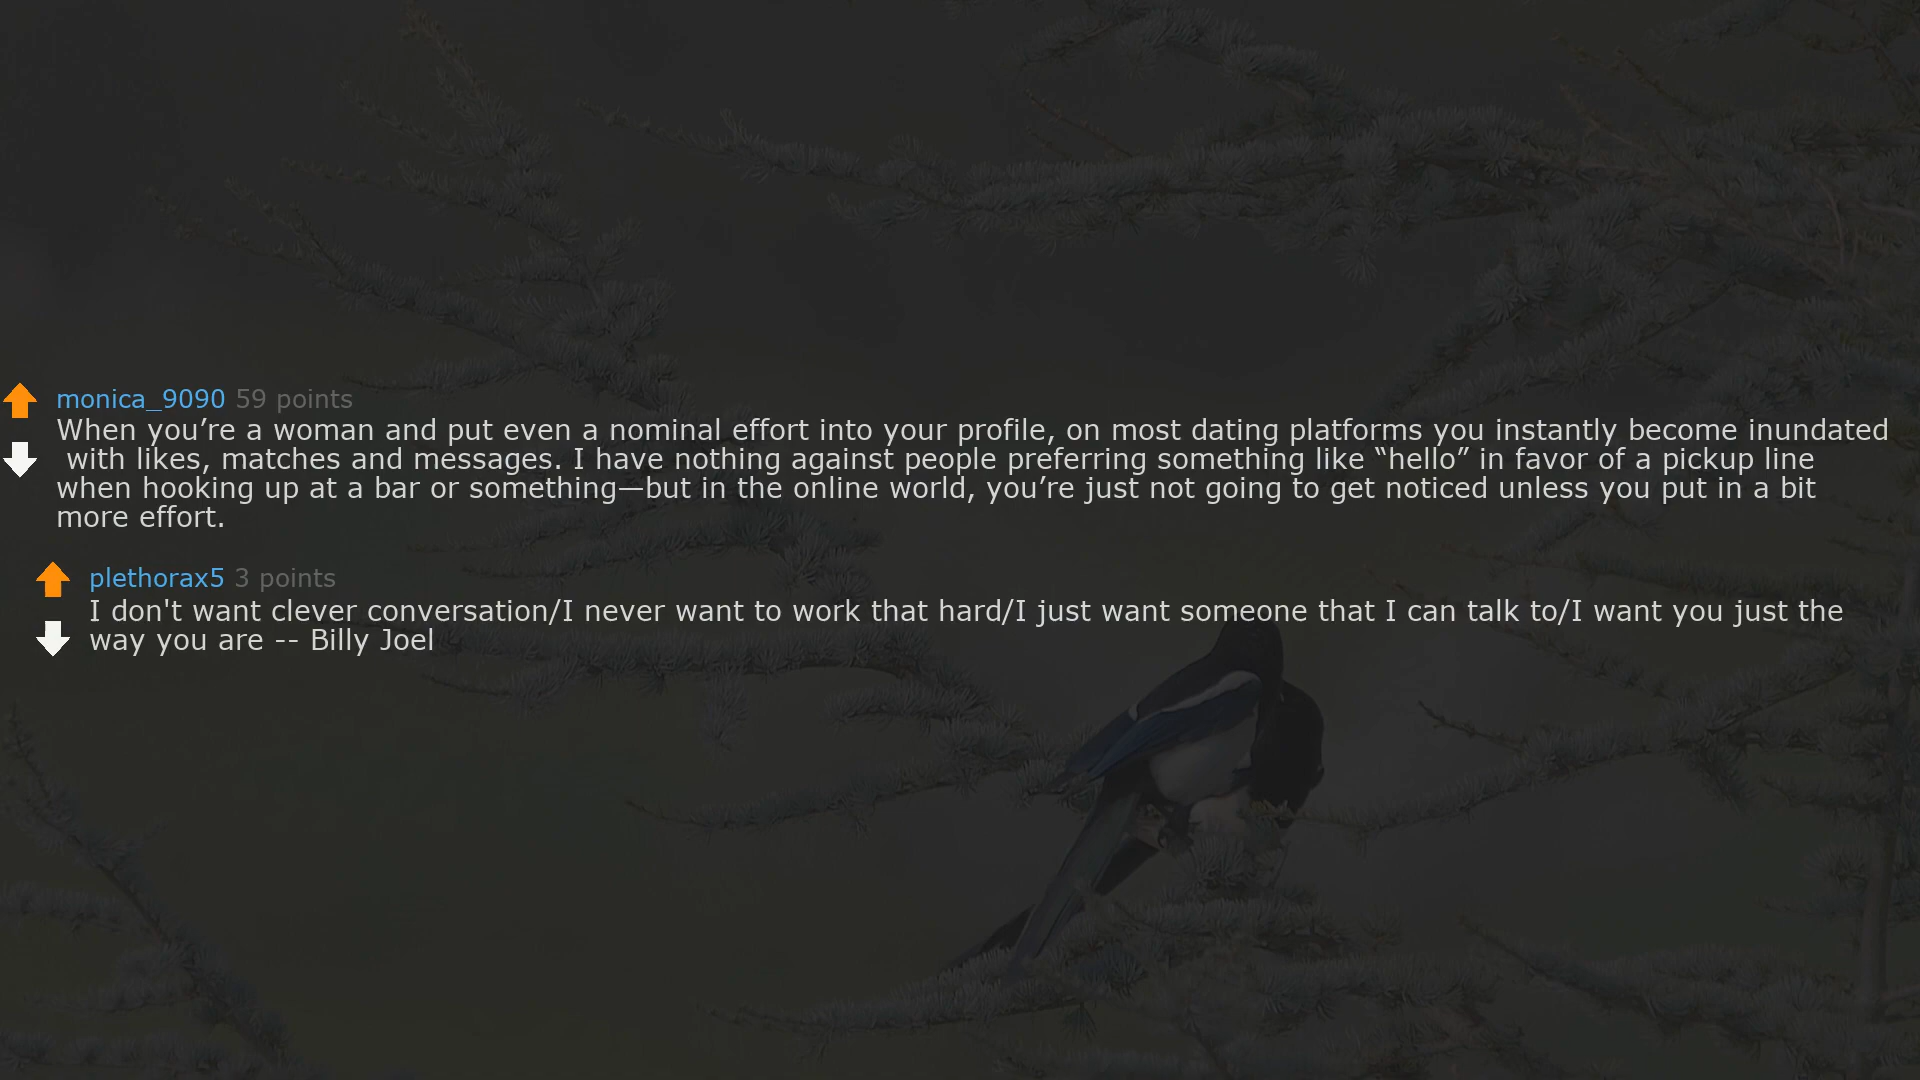 monica_9090 59 points
When you’re a woman and put even a nominal effort into your profile, on most dating platforms you instantly become inundated
with likes, matches and messages. I have nothing against people preferring something like “hello” in favor of a pickup line
when hooking up at a bar or something—but in the online world, you’re just not going to get noticed unless you put in a bit
more effort.
plethorax5 3 points
I don't want clever conversation/I never want to work that hard/I just want someone that I can talk to/I want you just the
way you are -- Billy Joel